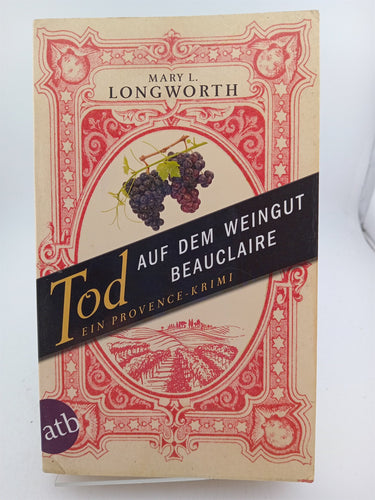 MARY L.
LONGWORTH
Tod
AUF DEM WEINGUT
BEAUCLAIRE
EIN PROVENCE-KRIMI
atb